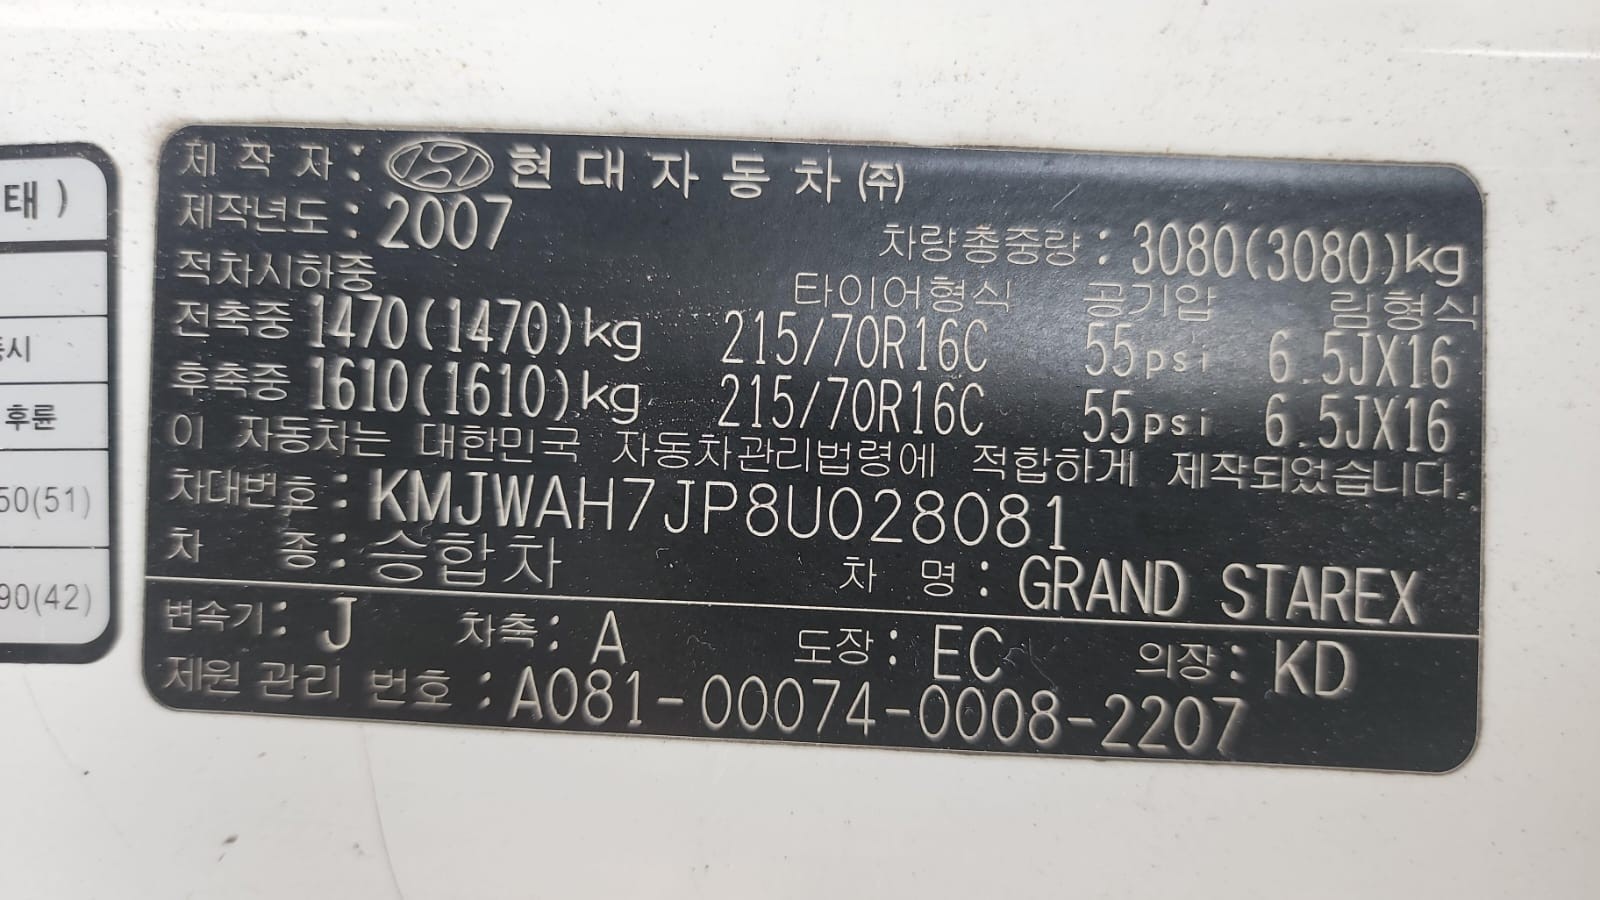 제 작 자 : 현 대 자 동 차 (주)
제작년도 : 2007
차량총중량 : 3080(3080)kg
적차시하중 타이어형식 공기압 림형식
전축중 1470(1470)kg 215/70R16C 55psi 6.5JX16
후축중 1610(1610)kg 215/70R16C 55psi 6.5JX16
이 자동차는 대한민국 자동차관리법령에 적합하게 제작되었습니다.
차대번호 : KMJWAH7JP8U028081
차 종 : 승합차 차 명 : GRAND STAREX
변속기 : J 차축 : A 도장 : EC 의장 : KD
제원 관리 번호 : A081-00074-0008-2207
태 )
시
후륜
50(51)
90(42)